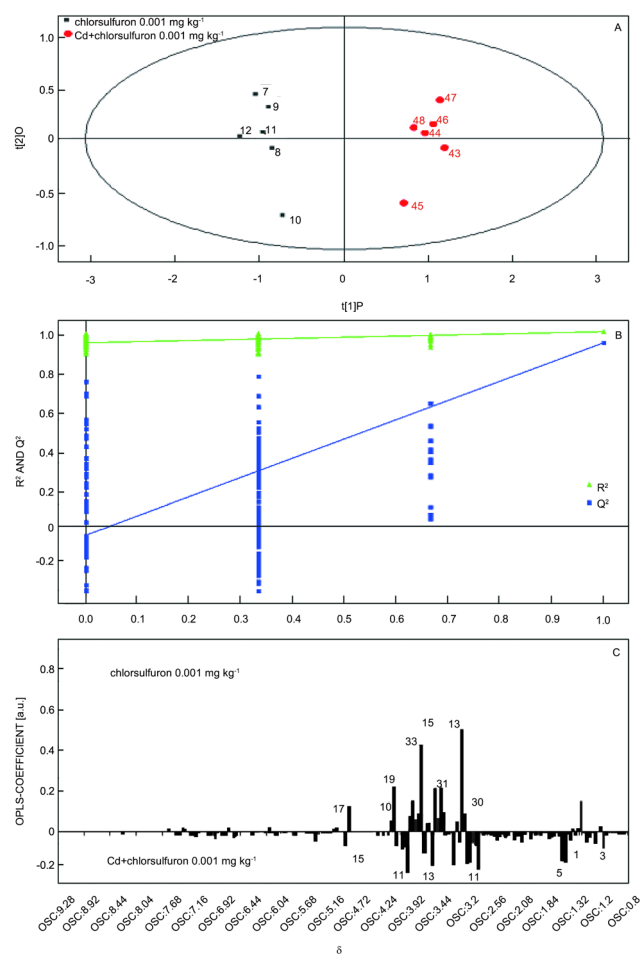 chlorsulfuron 0.001 mg kg⁻¹
A
Cd+chlorsulfuron 0.001 mg kg⁻¹
1.0
0.5
0
-0.5
-1.0
t[2]O
7
9
11
12
8
10
47
46
48
44
43
45
-3
-2
-1
0
1
2
3
t[1]P
B
1.0
0.8
0.6
0.4
0.2
0
-0.2
R² AND Q²
R²
Q²
0.0
0.1
0.2
0.3
0.4
0.5
0.6
0.7
0.8
0.9
1.0
C
chlorsulfuron 0.001 mg kg⁻¹
0.8
0.6
0.4
0.2
0
-0.2
OPLS-COEFFICIENT [a.u.]
15
13
33
19
31
10
30
17
15
11
13
11
5
1
3
Cd+chlorsulfuron 0.001 mg kg⁻¹
OSC:9.28
OSC:8.92
OSC:8.44
OSC:8.04
OSC:7.68
OSC:7.16
OSC:6.92
OSC:6.44
OSC:6.04
OSC:5.68
OSC:5.16
OSC:4.72
OSC:4.24
OSC:3.92
OSC:3.44
OSC:3.2
OSC:2.56
OSC:2.08
OSC:1.84
OSC:1.32
OSC:1.2
OSC:0.8
δ